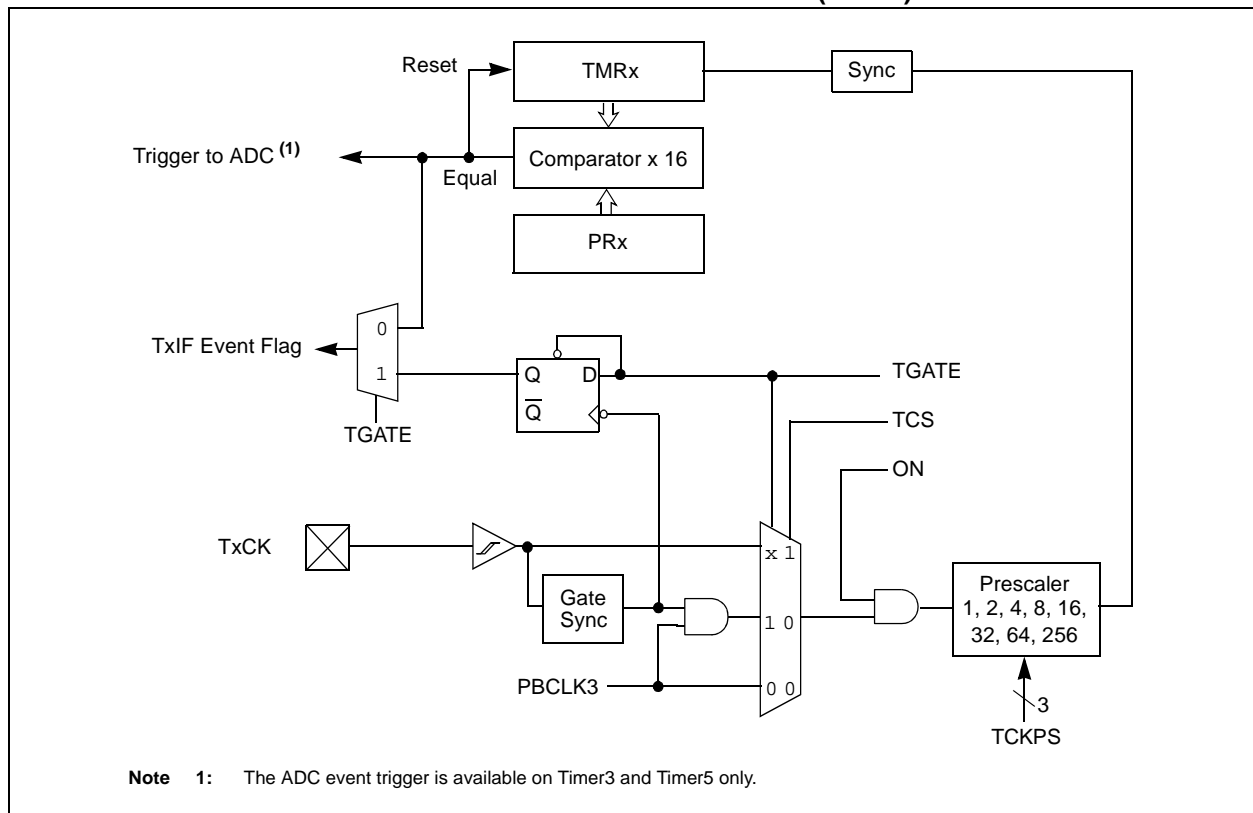 Reset
TMRx
Sync
Trigger to ADC (1)
Equal
Comparator x 16
PRx
TxIF Event Flag
0
1
TGATE
Q
D
Q
TGATE
TCS
ON
TxCK
x 1
Gate
Sync
1 0
PBCLK3
0 0
Prescaler
1, 2, 4, 8, 16,
32, 64, 256
3
TCKPS
Note 1: The ADC event trigger is available on Timer3 and Timer5 only.